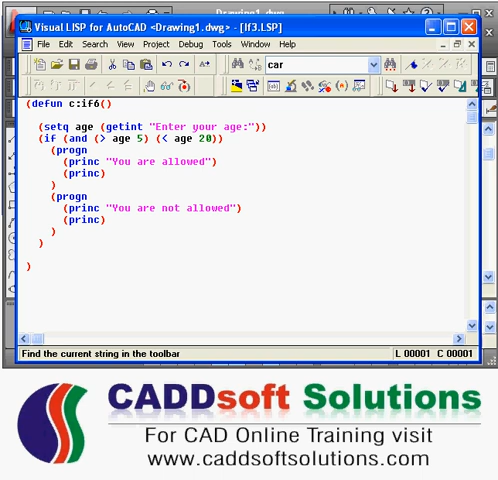 Drawing1.dwg
Visual LISP for AutoCAD <Drawing1.dwg> - [If3.LSP]
File Edit Search View Project Debug Tools Window Help
car
(defun c:if6()
(setq age (getint "Enter your age:"))
(if (and (> age 5) (< age 20))
(progn
(princ "You are allowed")
(princ)
)
(progn
(princ "You are not allowed")
(princ)
)
)
)
Find the current string in the toolbar
L 00001 C 00001
CADDsoft Solutions
For CAD Online Training visit
www.caddsoftsolutions.com